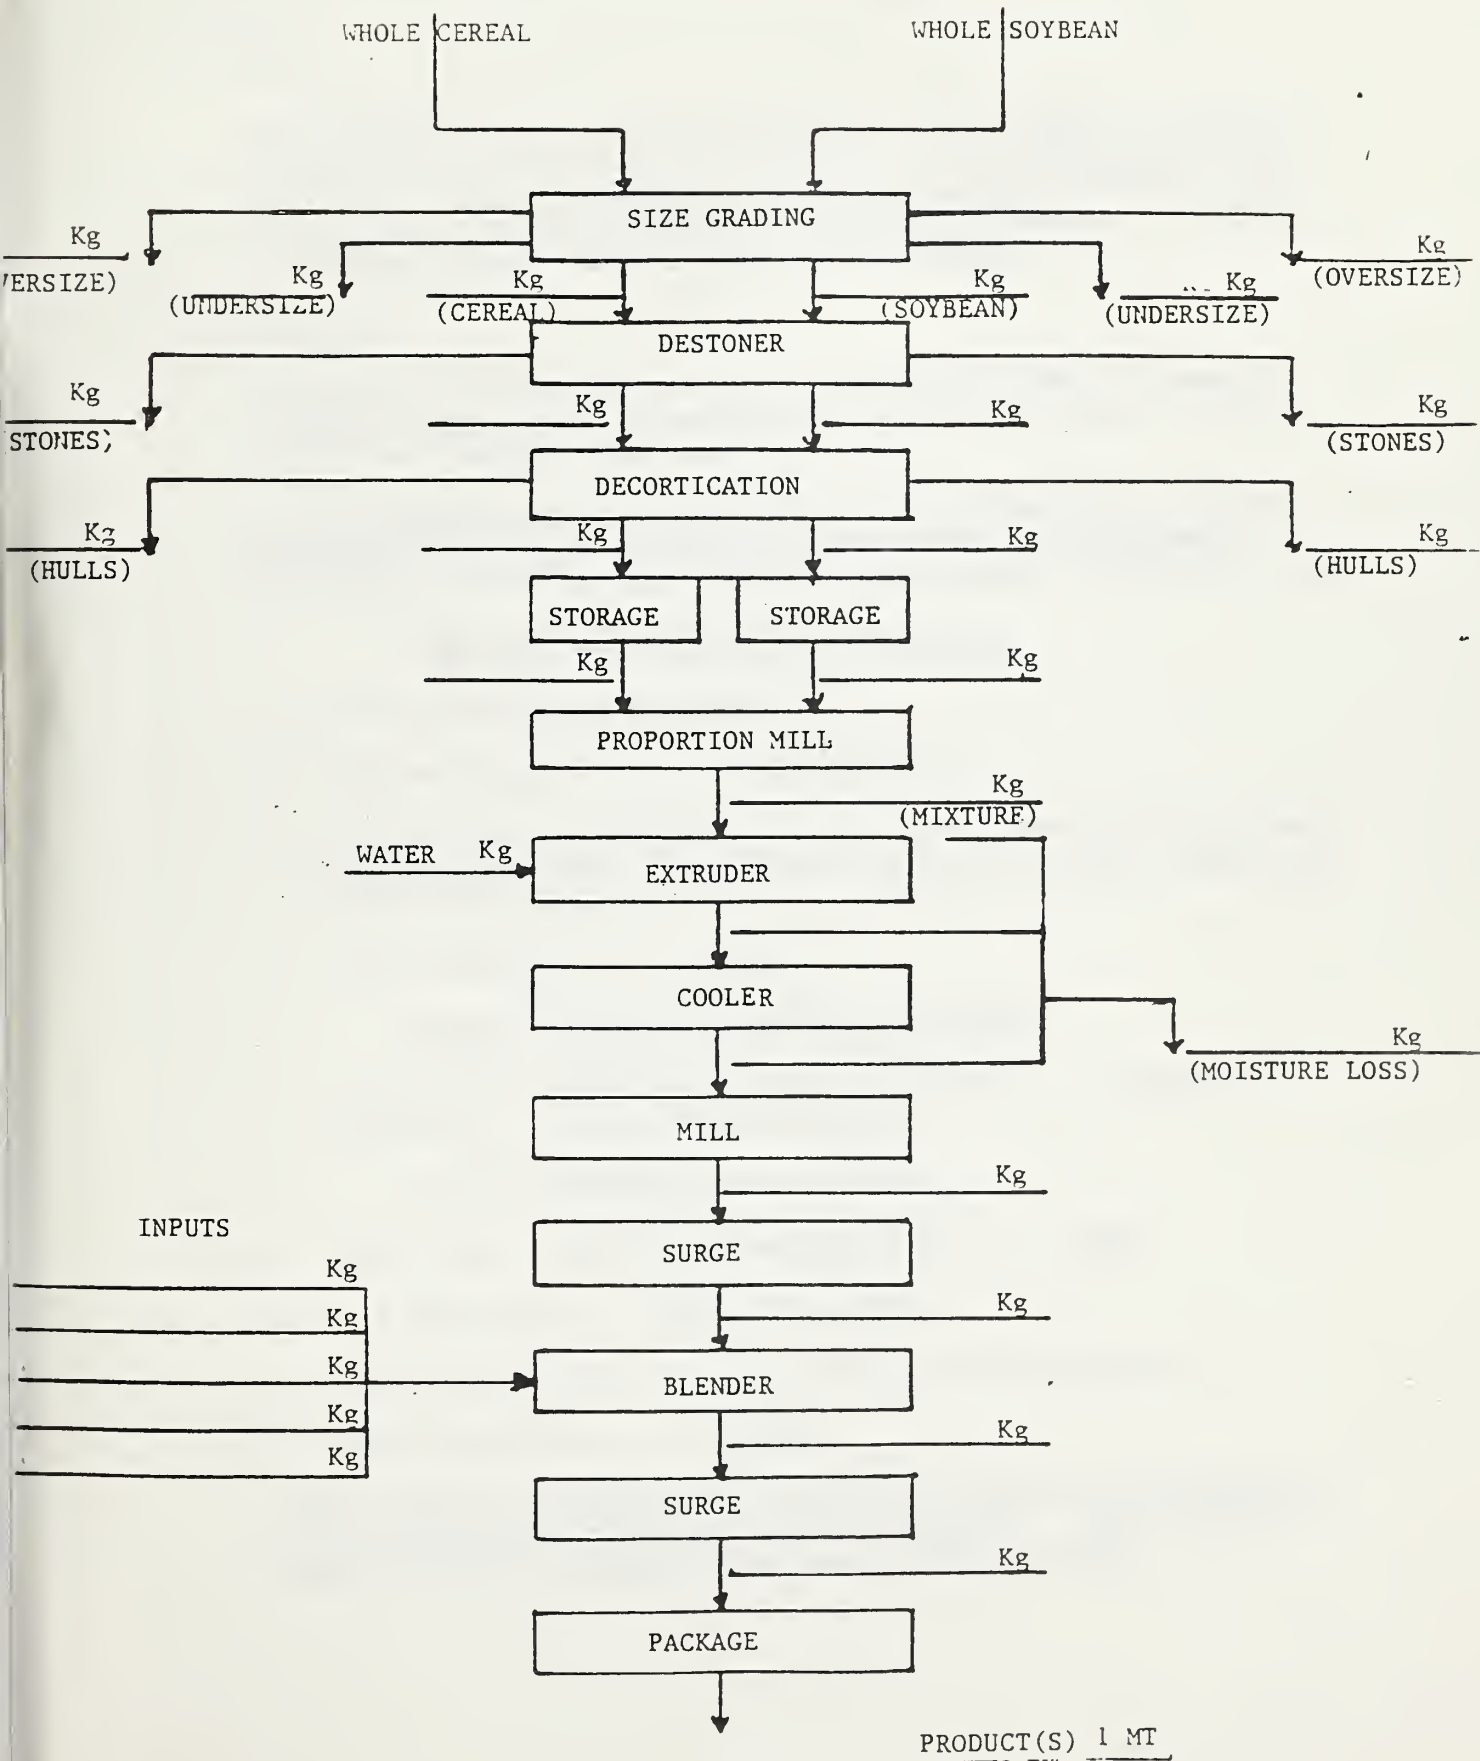 WHOLE CEREAL
WHOLE SOYBEAN
SIZE GRADING
Kg
VERSIZE)
Kg
(UNDERSIZE)
Kg
(CEREAL)
Kg
(SOYBEAN)
Kg
(UNDERSIZE)
Kg
(OVERSIZE)
DESTONER
Kg
STONES)
Kg
Kg
Kg
(STONES)
DECORTICATION
Kg
(HULLS)
Kg
Kg
Kg
(HULLS)
STORAGE
STORAGE
Kg
Kg
PROPORTION MILL
Kg
(MIXTURE)
WATER Kg
EXTRUDER
COOLER
Kg
(MOISTURE LOSS)
MILL
Kg
INPUTS
SURGE
Kg
Kg
Kg
Kg
Kg
Kg
BLENDER
Kg
SURGE
Kg
PACKAGE
PRODUCT(S) 1 MT